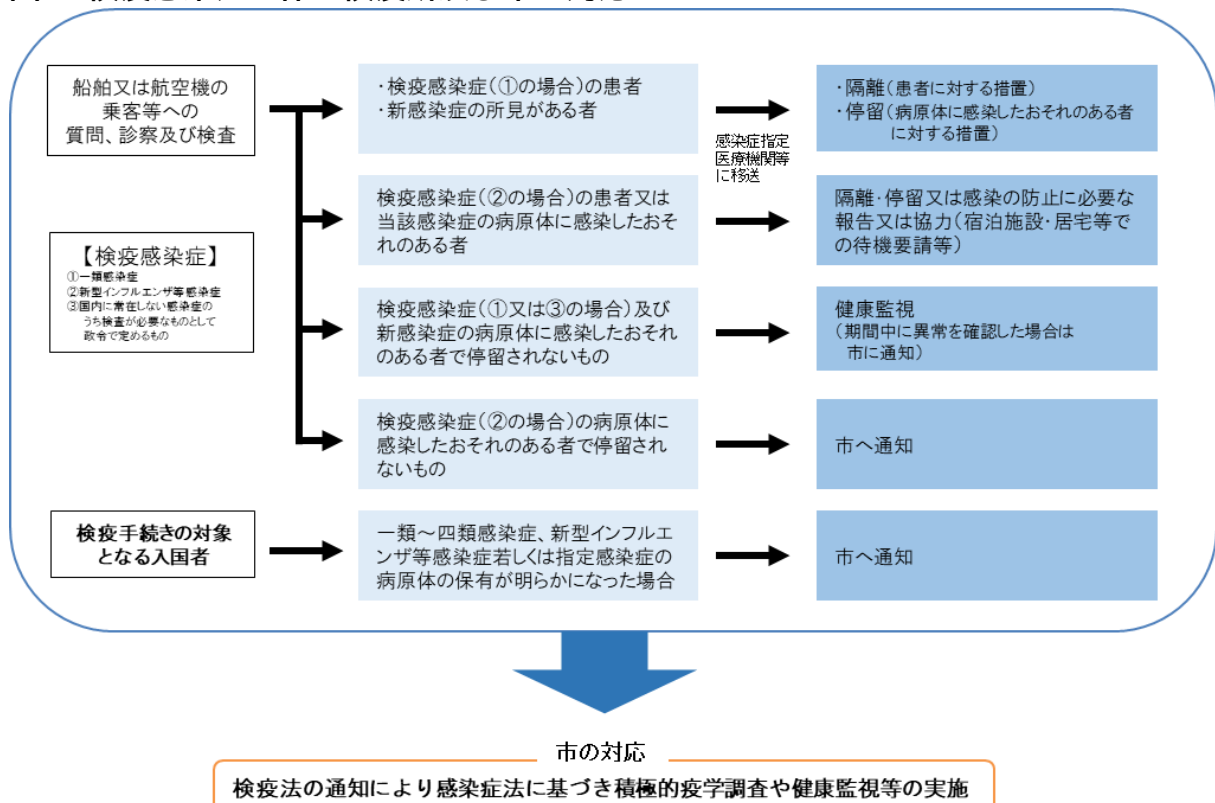 船舶又は航空機の
乗客等への
質問、診察及び検査
・検疫感染症(①の場合)の患者
・新感染症の所見がある者
感染症指定
医療機関等
に移送
・隔離(患者に対する措置)
・停留(病原体に感染したおそれのある者
に対する措置)
検疫感染症(②の場合)の患者又は
当該感染症の病原体に感染したおそ
れのある者
隔離・停留又は感染の防止に必要な
報告又は協力(宿泊施設・居宅等で
の待機要請等)
【検疫感染症】
①一類感染症
②新型インフルエンザ等感染症
③国内に常在しない感染症の
うち検査が必要なものとして
政令で定めるもの
検疫感染症(①又は③の場合)及び
新感染症の病原体に感染したおそれ
のある者で停留されないもの
健康監視
(期間中に異常を確認した場合は
市に通知)
検疫感染症(②の場合)の病原体に
感染したおそれのある者で停留され
ないもの
市へ通知
検疫手続きの対象
となる入国者
一類～四類感染症、新型インフルエ
ンザ等感染症若しくは指定感染症の
病原体の保有が明らかになった場合
市へ通知
市の対応
検疫法の通知により感染症法に基づき積極的疫学調査や健康監視等の実施